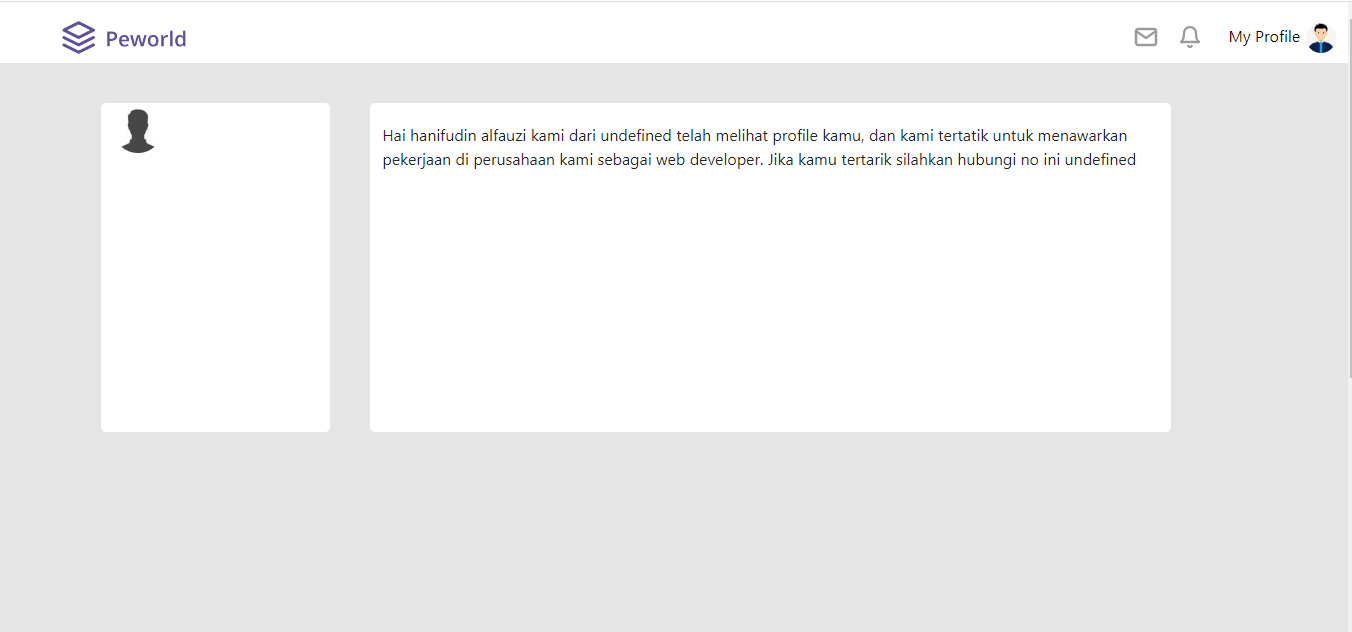 Peworld
My Profile
Hai hanifudin alfauzi kami dari undefined telah melihat profile kamu, dan kami tertatik untuk menawarkan
pekerjaan di perusahaan kami sebagai web developer. Jika kamu tertarik silahkan hubungi no ini undefined